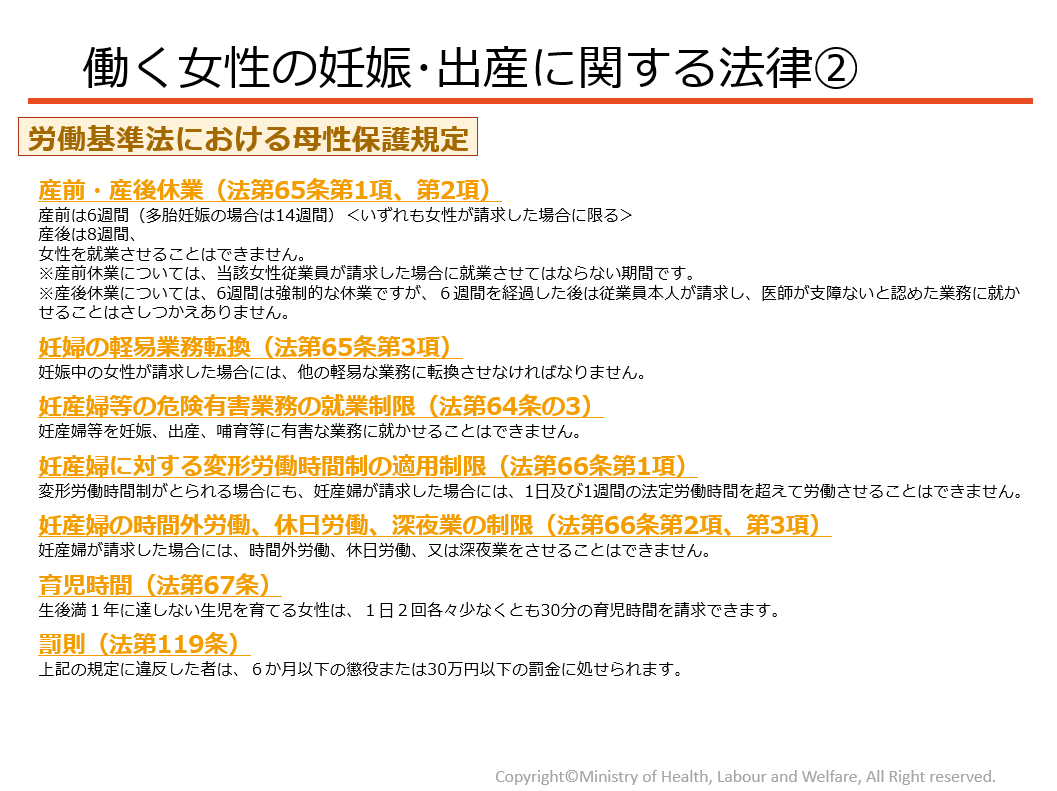 働く女性の妊娠･出産に関する法律②
労働基準法における母性保護規定
産前・産後休業（法第65条第1項、第2項）
産前は6週間（多胎妊娠の場合は14週間）＜いずれも女性が請求した場合に限る＞
産後は8週間、
女性を就業させることはできません。
※産前休業については、当該女性従業員が請求した場合に就業させてはならない期間です。
※産後休業については、6週間は強制的な休業ですが、６週間を経過した後は従業員本人が請求し、医師が支障ないと認めた業務に就か
せることはさしつかえありません。
妊婦の軽易業務転換（法第65条第3項）
妊娠中の女性が請求した場合には、他の軽易な業務に転換させなければなりません。
妊産婦等の危険有害業務の就業制限（法第64条の3）
妊産婦等を妊娠、出産、哺育等に有害な業務に就かせることはできません。
妊産婦に対する変形労働時間制の適用制限（法第66条第1項）
変形労働時間制がとられる場合にも、妊産婦が請求した場合には、1日及び1週間の法定労働時間を超えて労働させることはできません。
妊産婦の時間外労働、休日労働、深夜業の制限（法第66条第2項、第3項）
妊産婦が請求した場合には、時間外労働、休日労働、又は深夜業をさせることはできません。
育児時間（法第67条）
生後満１年に達しない生児を育てる女性は、１日２回各々少なくとも30分の育児時間を請求できます。
罰則（法第119条）
上記の規定に違反した者は、６か月以下の懲役または30万円以下の罰金に処せられます。
Copyright©Ministry of Health, Labour and Welfare, All Right reserved.